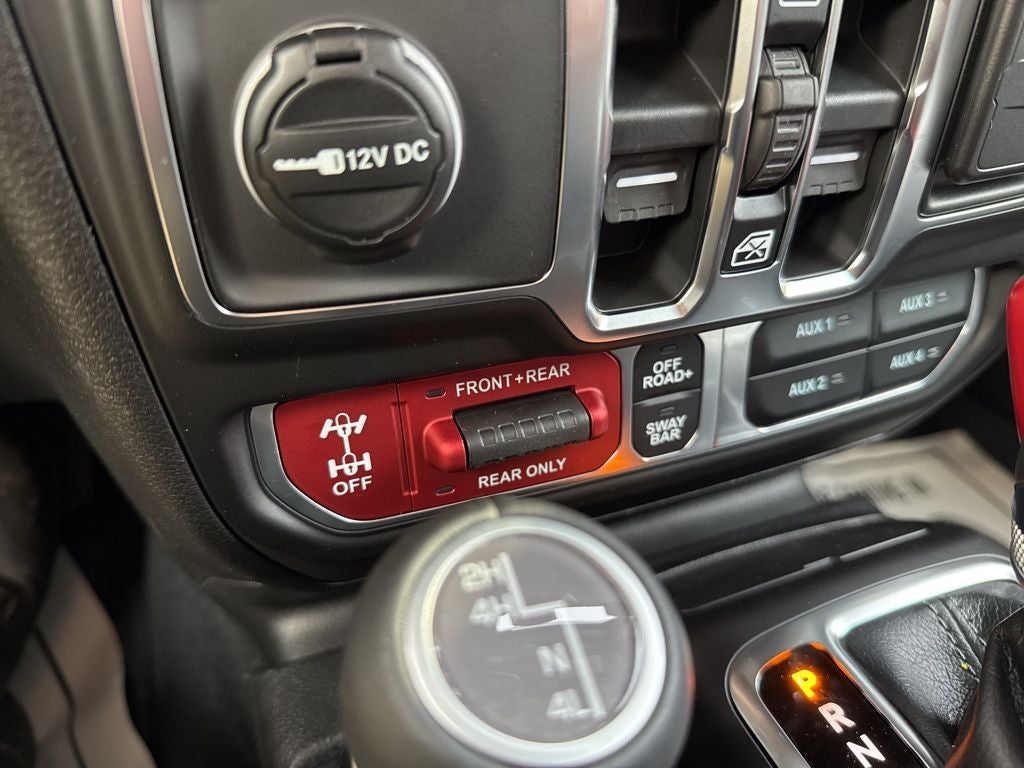 12V DC
FRONT+REAR
OFF
REAR ONLY
OFF
ROAD+
SWAY
BAR
AUX 1
AUX 3
AUX 2
AUX 4
2H
4H
N
4L
P
R
N